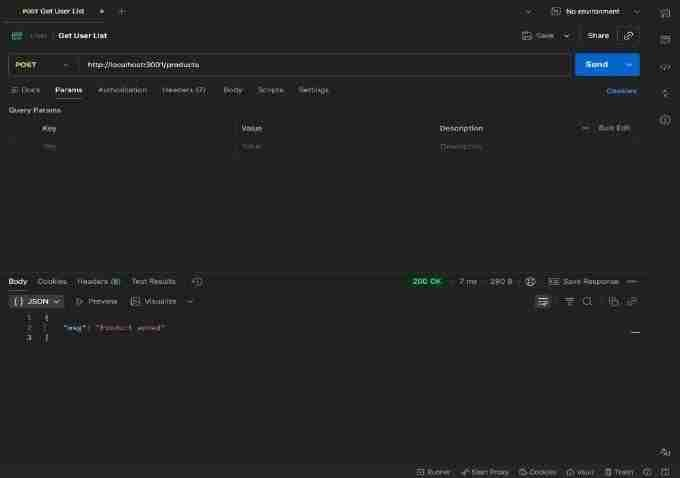 POST Get User List
No environment
User / Get User List
Save
Share
POST
http://localhost:3001/products
Send
Docs Params Authorization Headers (7) Body Scripts Settings
Cookies
Query Params
Key Value Description
Bulk Edit
Key Value Description
Body Cookies Headers (8) Test Results
200 OK 7 ms 290 B
Save Response
{ } JSON Preview Visualize
1 {
2 "msg": "Product added"
3 }
Runner Start Proxy Cookies Vault Trash